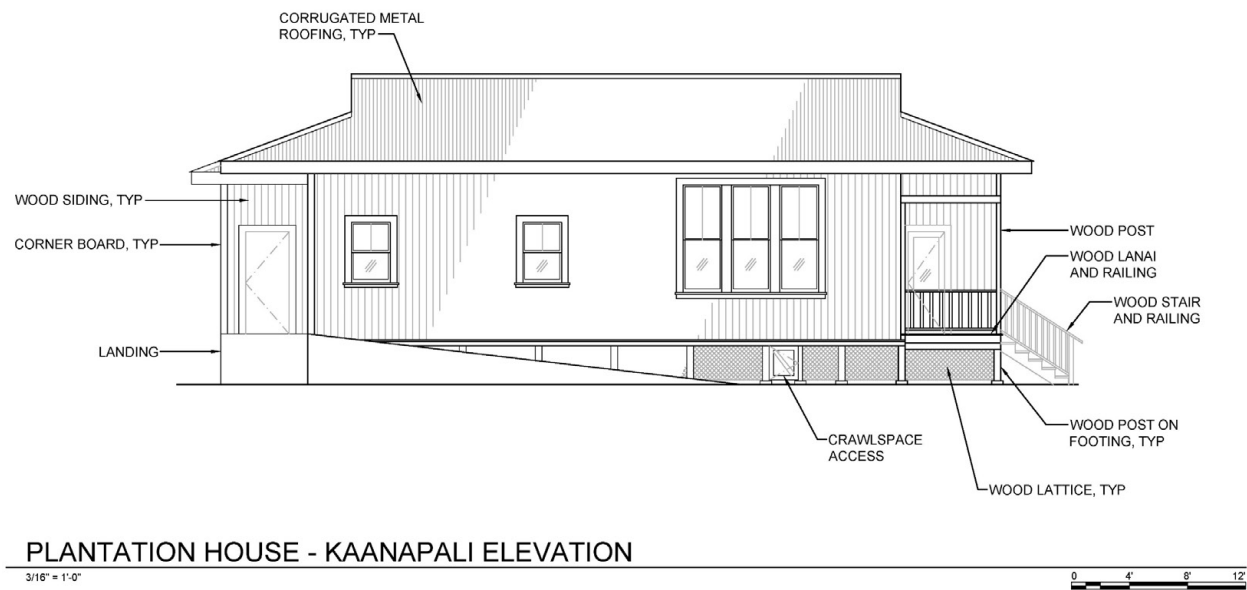 CORRUGATED METAL
ROOFING, TYP
WOOD SIDING, TYP
CORNER BOARD, TYP
LANDING
WOOD POST
WOOD LANAI
AND RAILING
WOOD STAIR
AND RAILING
WOOD POST ON
FOOTING, TYP
CRAWLSPACE
ACCESS
WOOD LATTICE, TYP
PLANTATION HOUSE - KAANAPALI ELEVATION
3/16" = 1'-0"
0 4' 8' 12'